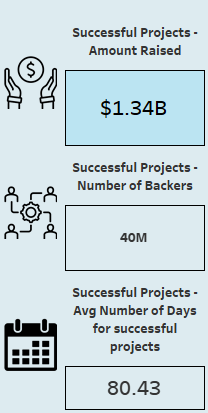 Successful Projects -
Amount Raised
$
$1.34B
Successful Projects -
Number of Backers
40M
Successful Projects -
Avg Number of Days
for successful
projects
80.43